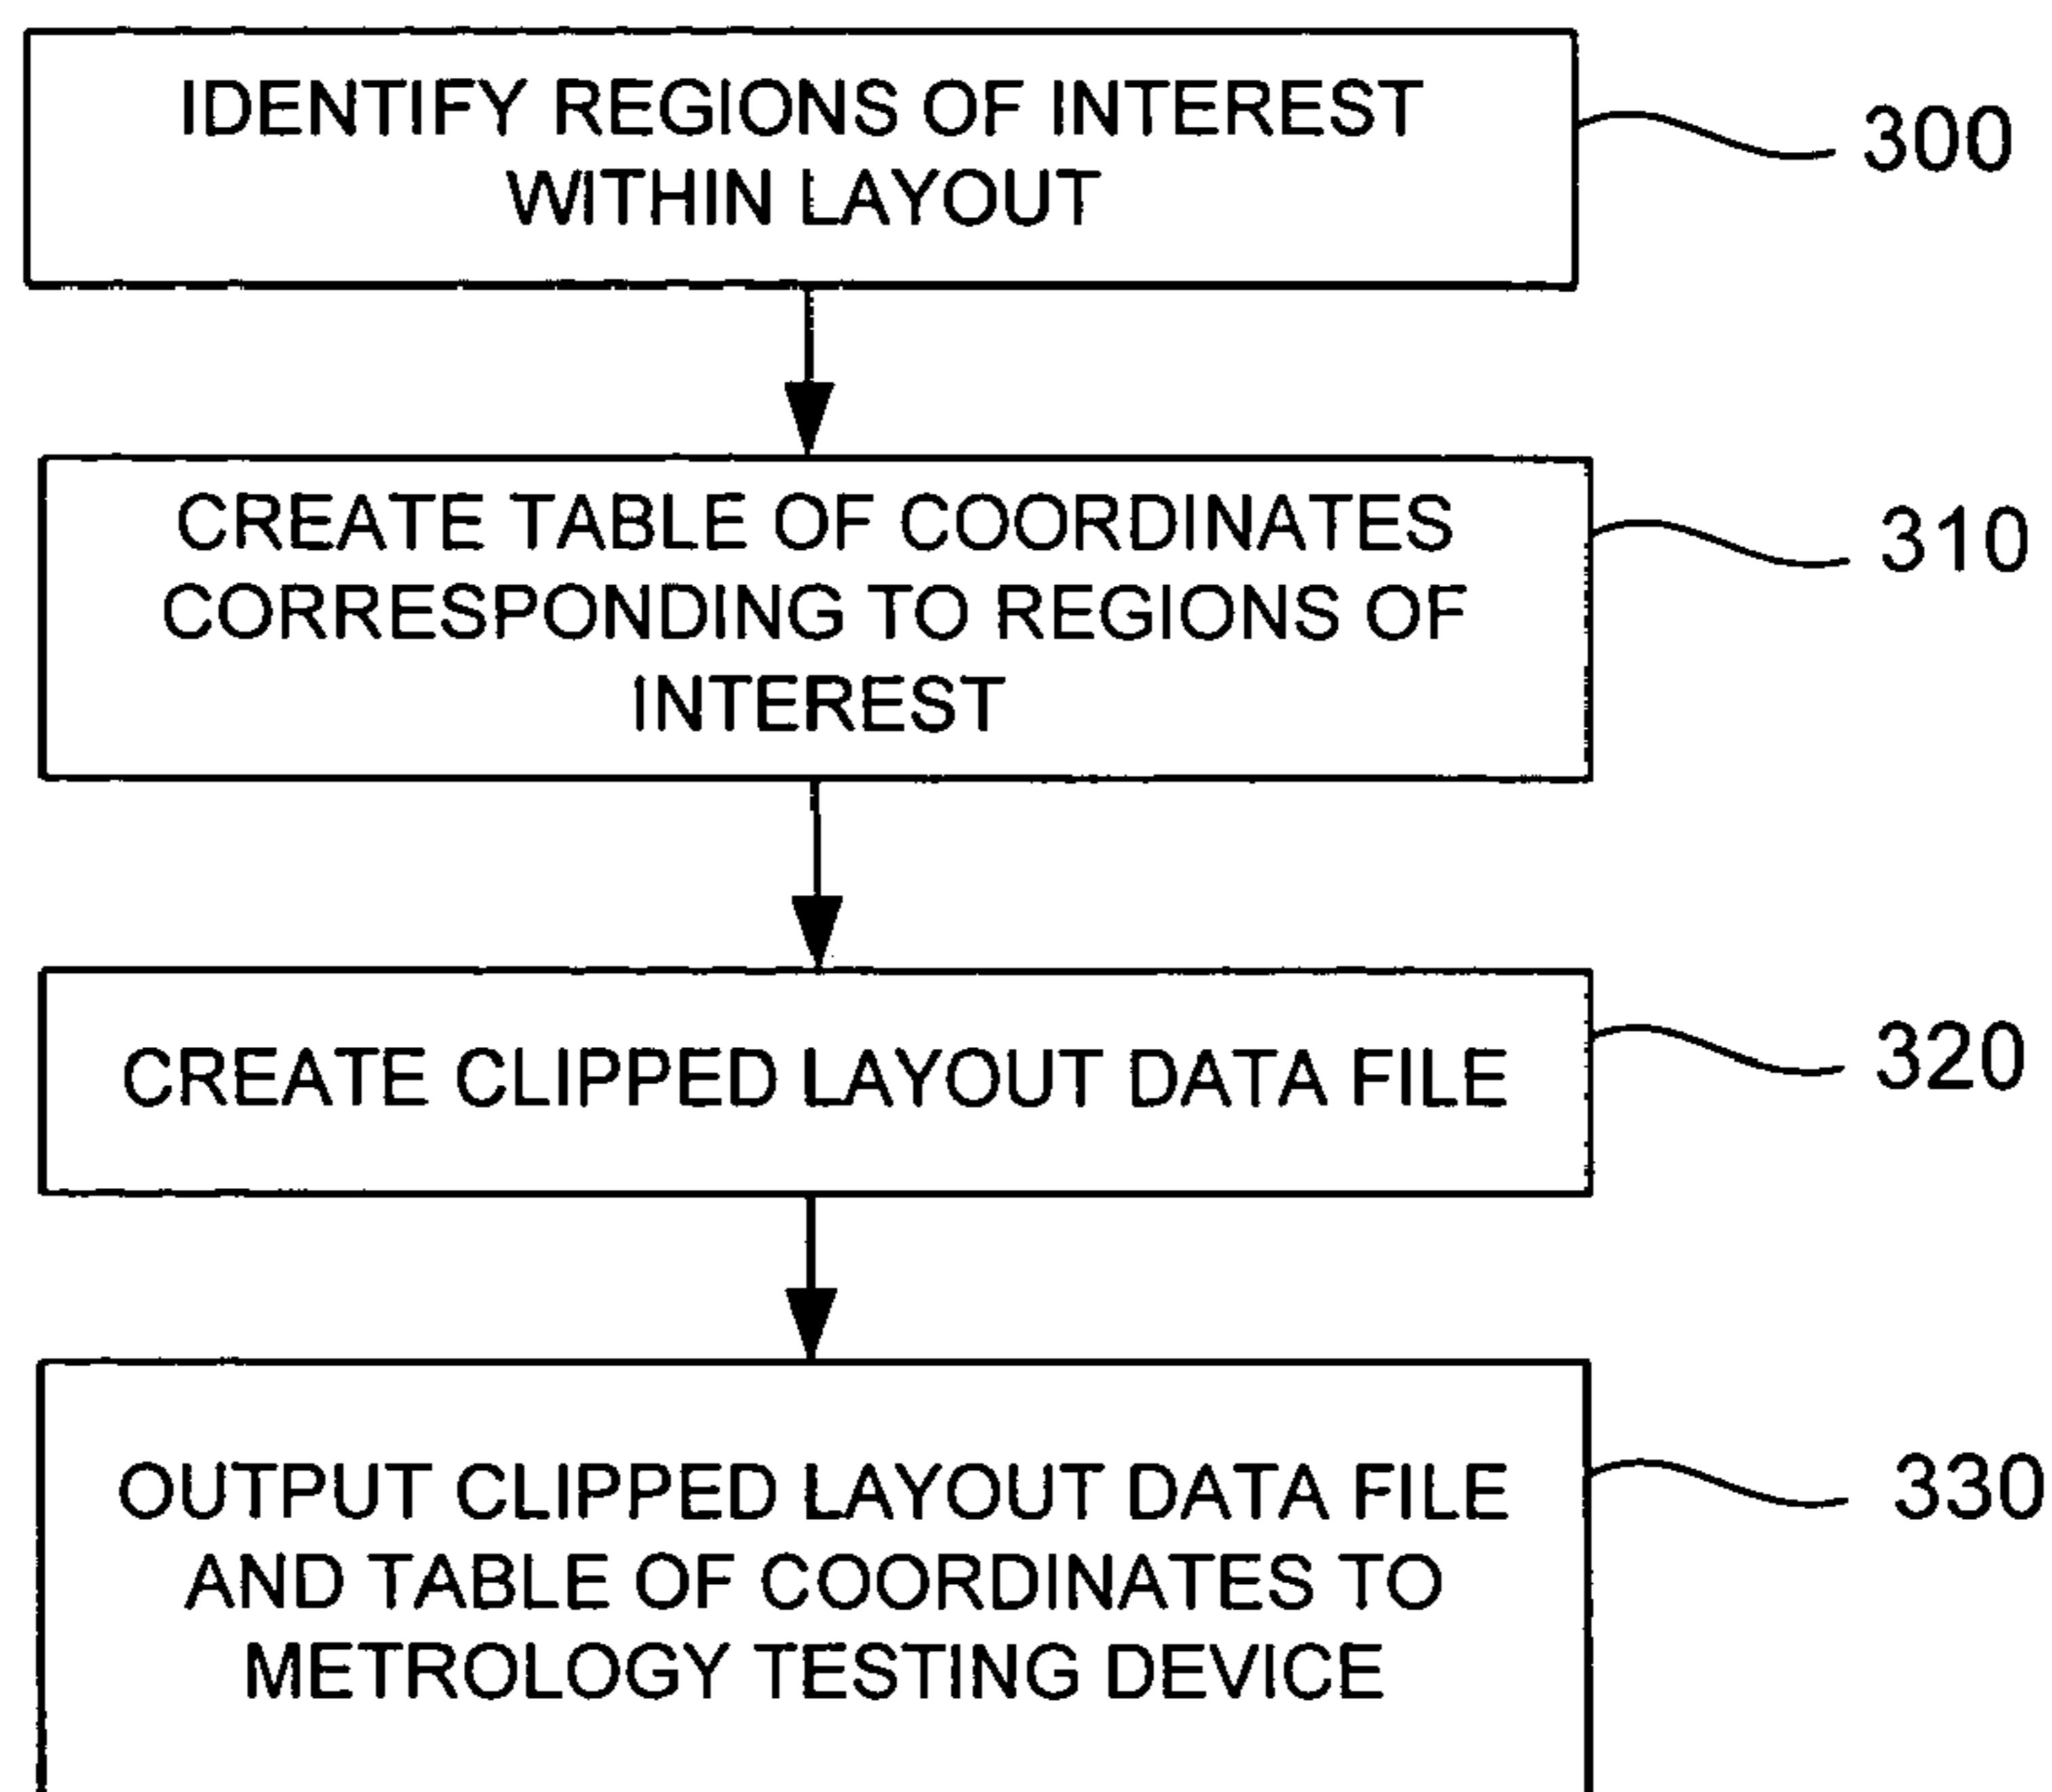 IDENTIFY REGIONS OF INTEREST
WITHIN LAYOUT
300
CREATE TABLE OF COORDINATES
CORRESPONDING TO REGIONS OF
INTEREST
310
CREATE CLIPPED LAYOUT DATA FILE
320
OUTPUT CLIPPED LAYOUT DATA FILE
AND TABLE OF COORDINATES TO
METROLOGY TESTING DEVICE
330